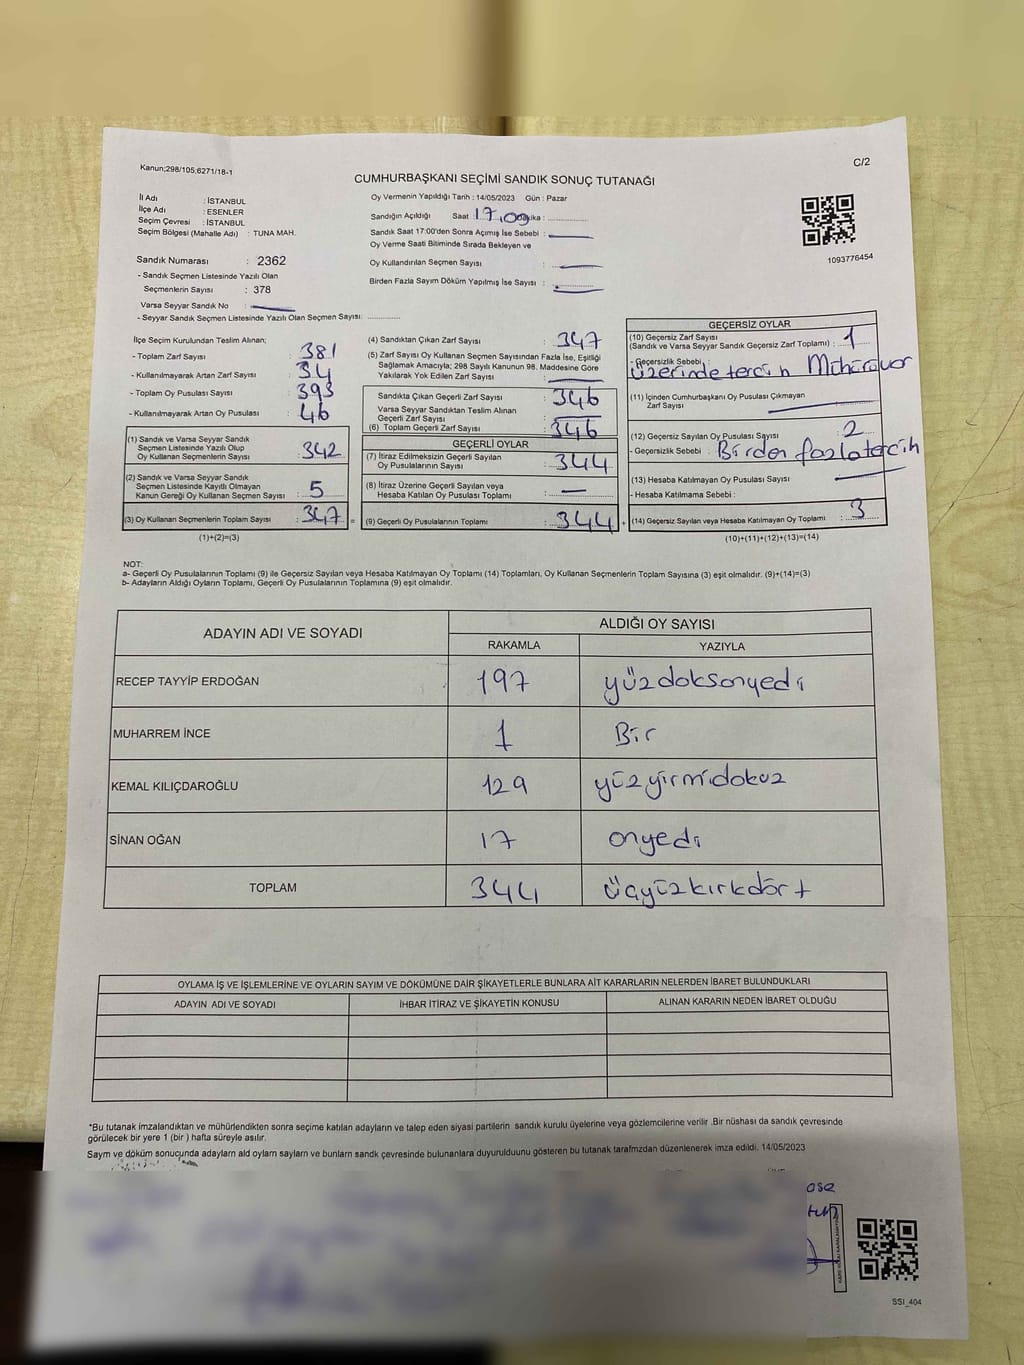 Kanun;298/105;6271/18-1
C/2
CUMHURBAŞKANI SEÇİMİ SANDIK SONUÇ TUTANAĞI
İl Adı : İSTANBUL
İlçe Adı : ESENLER
Seçim Çevresi : İSTANBUL
Seçim Bölgesi (Mahalle Adı) : TUNA MAH.
Sandık Numarası : 2362
- Sandık Seçmen Listesinde Yazılı Olan
Seçmenlerin Sayısı : 378
Varsa Seyyar Sandık No :
- Seyyar Sandık Seçmen Listesinde Yazılı Olan Seçmen Sayısı:
Oy Vermenin Yapıldığı Tarih : 14/05/2023 Gün : Pazar
Sandığın Açıldığı Saat : 17.00 Dakika :
Sandık Saat 17:00'den Sonra Açımış İse Sebebi :
Oy Verme Saati Bitiminde Sırada Bekleyen ve
Oy Kullandırılan Seçmen Sayısı :
Birden Fazla Sayım Döküm Yapılmış İse Sayısı :
1093776454
İlçe Seçim Kurulundan Teslim Alınan;
- Toplam Zarf Sayısı : 381
- Kullanılmayarak Artan Zarf Sayısı : 34
- Toplam Oy Pusulası Sayısı : 393
- Kullanılmayarak Artan Oy Pusulası : 46
(1) Sandık ve Varsa Seyyar Sandık
Seçmen Listesinde Yazılı Olup
Oy Kullanan Seçmenlerin Sayısı : 342
(2) Sandık ve Varsa Seyyar Sandık
Seçmen Listesinde Kayıtlı Olmayan
Kanun Gereği Oy Kullanan Seçmen Sayısı : 5
(3) Oy Kullanan Seçmenlerin Toplam Sayısı : 347 =
(1)+(2)=(3)
(4) Sandıktan Çıkan Zarf Sayısı : 347
(5) Zarf Sayısı Oy Kullanan Seçmen Sayısından Fazla İse, Eşitliği
Sağlamak Amacıyla; 298 Sayılı Kanunun 98. Maddesine Göre
Yakılarak Yok Edilen Zarf Sayısı :
Sandıkta Çıkan Geçerli Zarf Sayısı : 346
Varsa Seyyar Sandıktan Teslim Alınan
Geçerli Zarf Sayısı :
(6) Toplam Geçerli Zarf Sayısı : 346
GEÇERLİ OYLAR
(7) İtiraz Edilmeksizin Geçerli Sayılan
Oy Pusulalarının Sayısı : 344
(8) İtiraz Üzerine Geçerli Sayılan veya
Hesaba Katılan Oy Pusulası Toplamı : —
(9) Geçerli Oy Pusulalarının Toplamı : 344 +
GEÇERSİZ OYLAR
(10) Geçersiz Zarf Sayısı
(Sandık ve Varsa Seyyar Sandık Geçersiz Zarf Toplamı) : 1
- Geçersizlik Sebebi :
üzerinde tercih Mührü var
(11) İçinden Cumhurbaşkanı Oy Pusulası Çıkmayan
Zarf Sayısı :
(12) Geçersiz Sayılan Oy Pusulası Sayısı : 2
- Geçersizlik Sebebi : Birden fazla tercih
(13) Hesaba Katılmayan Oy Pusulası Sayısı :
- Hesaba Katılmama Sebebi :
(14) Geçersiz Sayılan veya Hesaba Katılmayan Oy Toplamı : 3
(10)+(11)+(12)+(13)=(14)
NOT:
a- Geçerli Oy Pusulalarının Toplamı (9) ile Geçersiz Sayılan veya Hesaba Katılmayan Oy Toplamı (14) Toplamları, Oy Kullanan Seçmenlerin Toplam Sayısına (3) eşit olmalıdır. (9)+(14)=(3)
b- Adayların Aldığı Oyların Toplamı, Geçerli Oy Pusulalarının Toplamına (9) eşit olmalıdır.
ADAYIN ADI VE SOYADI
ALDIĞI OY SAYISI
RAKAMLA YAZIYLA
RECEP TAYYİP ERDOĞAN 197 yüzdoksanyedi
MUHARREM İNCE 1 Bir
KEMAL KILIÇDAROĞLU 129 yüzyirmidokuz
SİNAN OĞAN 17 onyedi
TOPLAM 344 üçyüzkırkdört
OYLAMA İŞ VE İŞLEMLERİNE VE OYLARIN SAYIM VE DÖKÜMÜNE DAİR ŞİKAYETLERLE BUNLARA AİT KARARLARIN NELERDEN İBARET BULUNDUKLARI
ADAYIN ADI VE SOYADI İHBAR İTİRAZ VE ŞİKAYETİN KONUSU ALINAN KARARIN NEDEN İBARET OLDUĞU
*Bu tutanak imzalandıktan ve mühürlendikten sonra seçime katılan adayların ve talep eden siyasi partilerin sandık kurulu üyelerine veya gözlemcilerine verilir .Bir nüshası da sandık çevresinde
görülecek bir yere 1 (bir ) hafta süreyle asılır.
Saym ve döküm sonuçunda adayları ald oyları sayları ve bunları sandk çevresinde bulunanlara duyurulduunu gösteren bu tutanak tarafmzdan düzenlenerek imza edildi. 14/05/2023
SSI_404